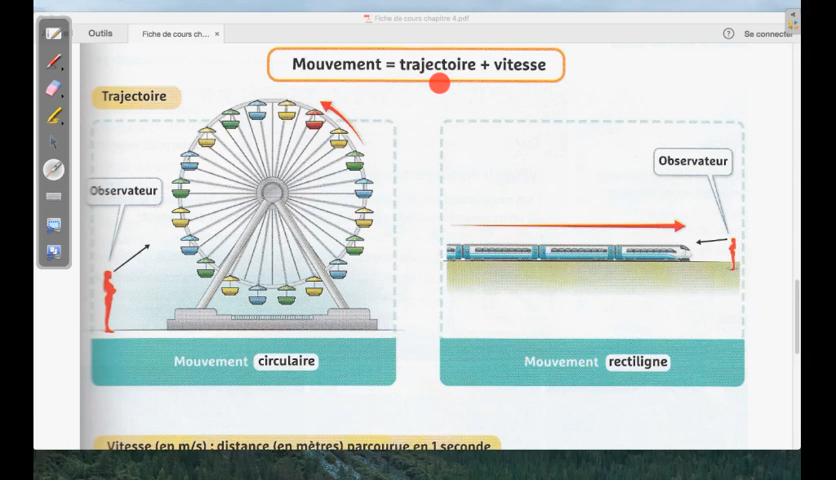 Fiche de cours chapitre 4.pdf
Outils
Fiche de cours ch... ×
? Se connecter
Mouvement = trajectoire + vitesse
Trajectoire
Observateur
Observateur
Mouvement circulaire
Mouvement rectiligne
Vitesse (en m/s) : distance (en mètres) parcourue en 1 seconde